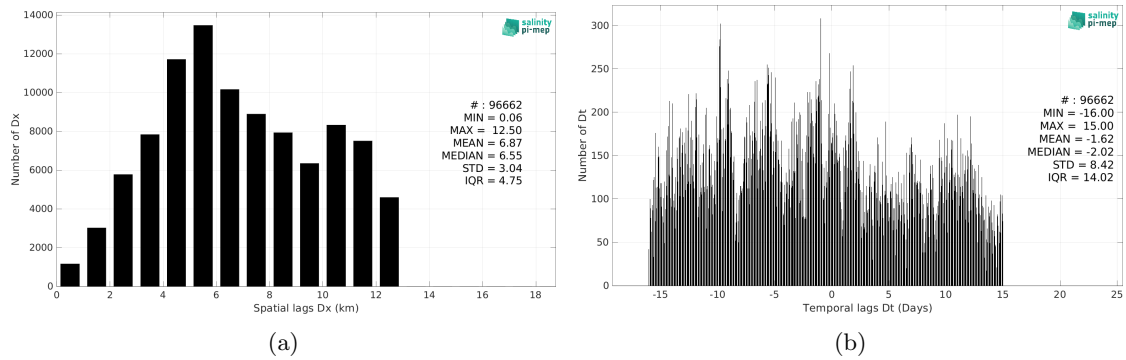 14000
12000
10000
8000
6000
4000
2000
0
Number of Dx
0 2 4 6 8 10 12 14 16 18
Spatial lags Dx (km)
salinity
pi-mep
# : 96662
MIN = 0.06
MAX = 12.50
MEAN = 6.87
MEDIAN = 6.55
STD = 3.04
IQR = 4.75
(a)
300
250
200
150
100
50
0
Number of Dt
-15 -10 -5 0 5 10 15 20 25
Temporal lags Dt (Days)
salinity
pi-mep
# : 96662
MIN = -16.00
MAX = 15.00
MEAN = -1.62
MEDIAN = -2.02
STD = 8.42
IQR = 14.02
(b)